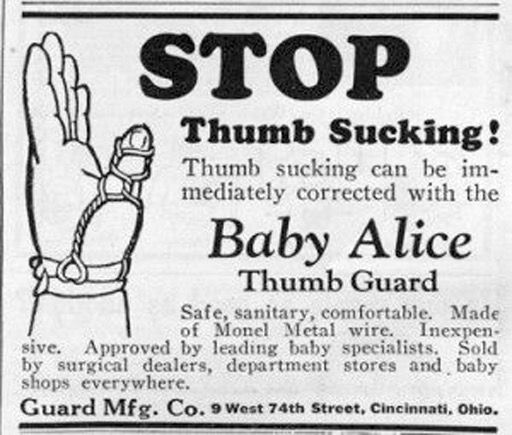 STOP
Thumb Sucking!
Thumb sucking can be im-
mediately corrected with the
Baby Alice
Thumb Guard
Safe, sanitary, comfortable. Made
of Monel Metal wire. Inexpen-
sive. Approved by leading baby specialists. Sold
by surgical dealers, department stores and baby
shops everywhere.
Guard Mfg. Co. 9 West 74th Street, Cincinnati, Ohio.